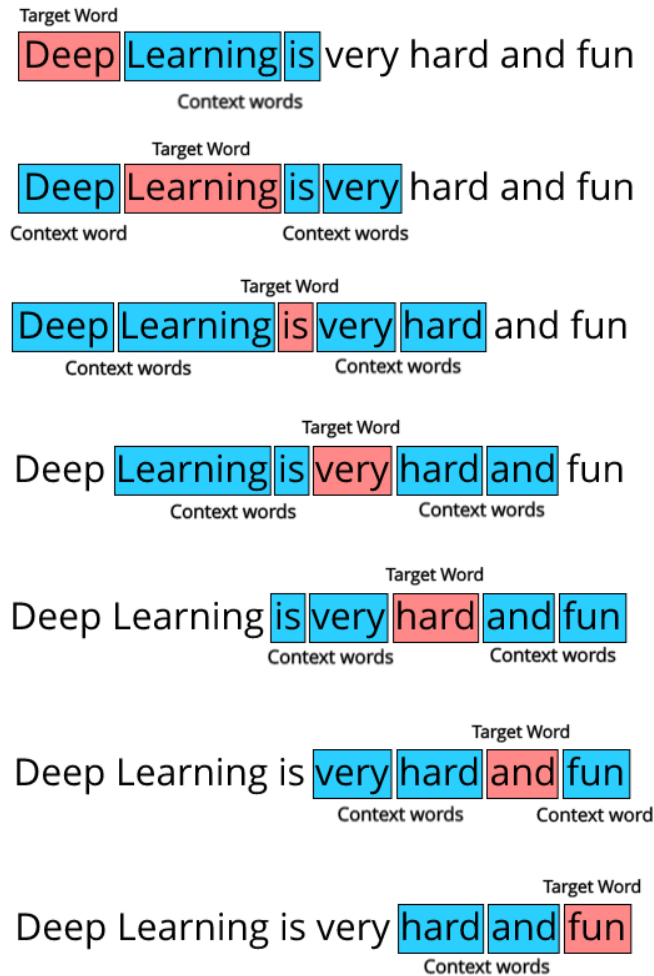 Target Word
Deep Learning is very hard and fun
Context words
Target Word
Deep Learning is very hard and fun
Context word Context words
Target Word
Deep Learning is very hard and fun
Context words Context words
Target Word
Deep Learning is very hard and fun
Context words Context words
Target Word
Deep Learning is very hard and fun
Context words Context words
Target Word
Deep Learning is very hard and fun
Context words Context word
Target Word
Deep Learning is very hard and fun
Context words